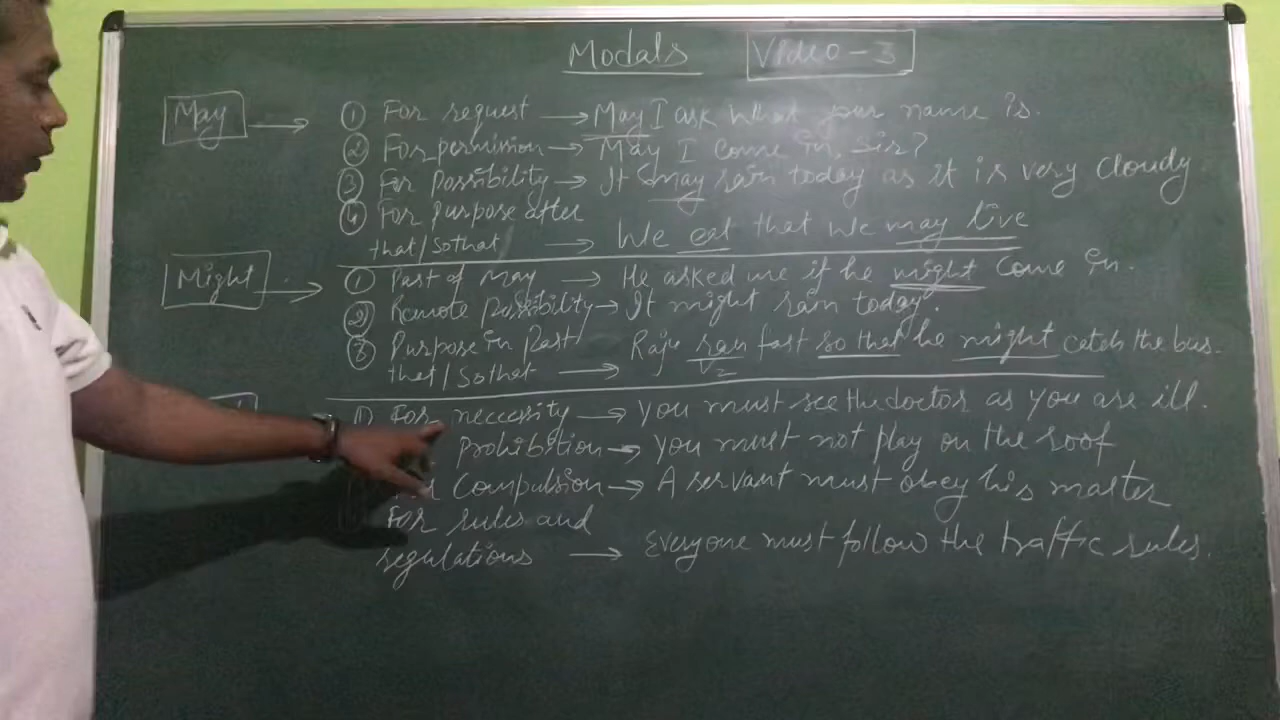 Modals Video-3
May → ① For request → May I ask what your name is.
② For permission → May I come in, Sir?
③ For possibility → It may rain today as it is very cloudy
④ For purpose after
that/so that → We eat that we may live
Might → ① Past of may → He asked me if he might come in.
② Remote possibility → It might rain today.
③ Purpose in Past
that/so that → Raju ran fast so that he might catch the bus.
V2
① For necessity → you must see the doctor as you are ill.
Prohibition → you must not play on the roof
Compulsion → A servant must obey his master
For rules and
regulations → Everyone must follow the traffic rules.